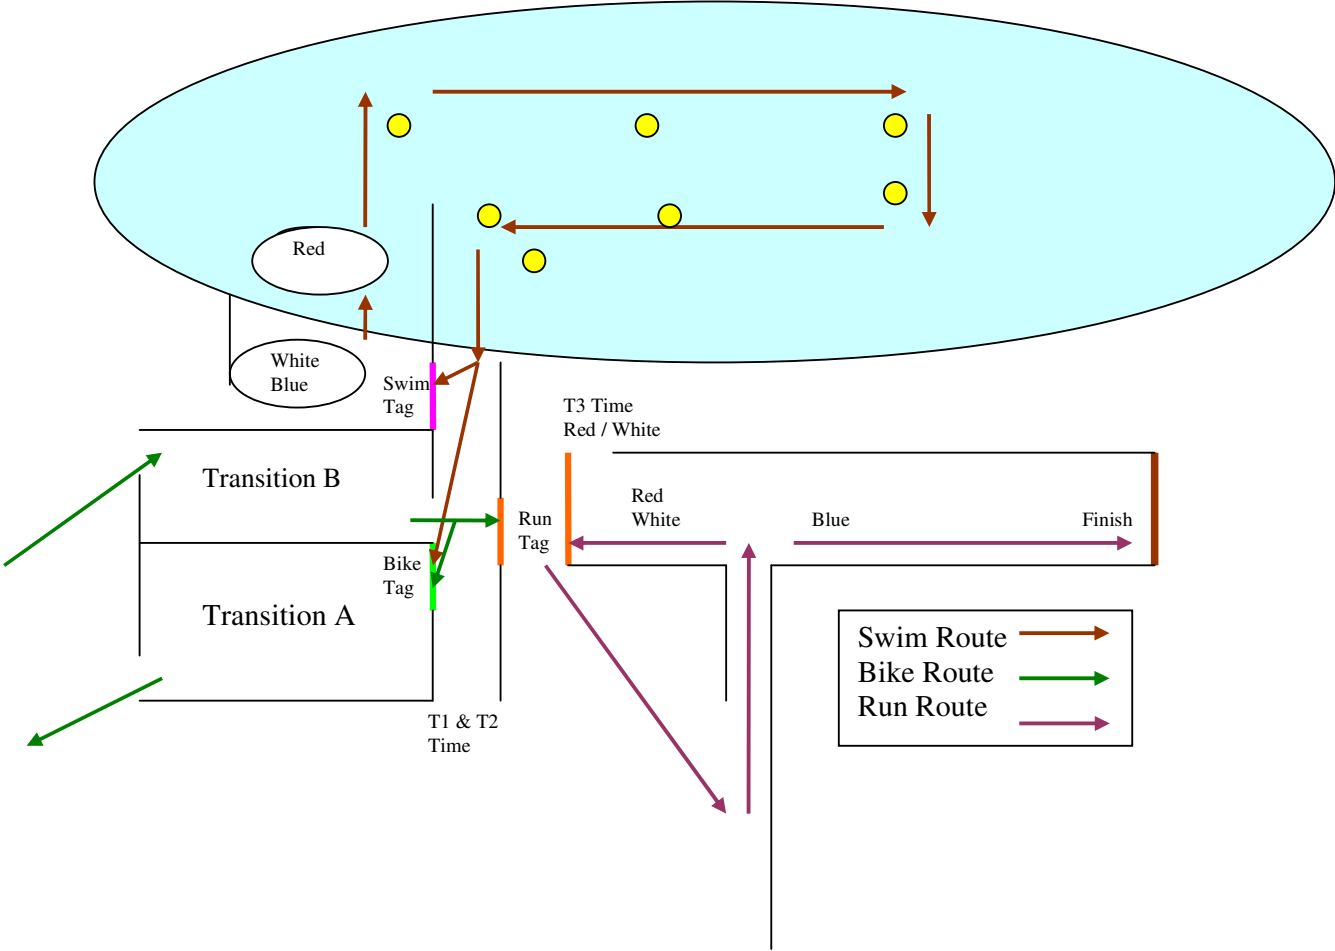 Red
White
Blue
Swim
Tag
T3 Time
Red / White
Transition B
Red
White
Blue
Finish
Run
Tag
Bike
Tag
Transition A
Swim Route
Bike Route
Run Route
T1 & T2
Time